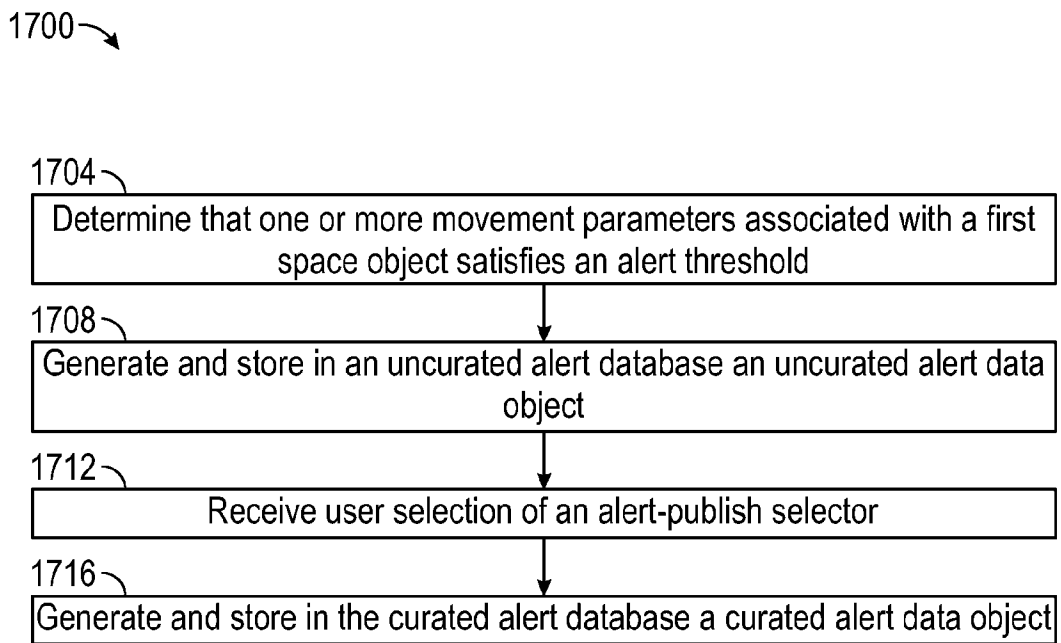 1700
1704
Determine that one or more movement parameters associated with a first
space object satisfies an alert threshold
1708
Generate and store in an uncurated alert database an uncurated alert data
object
1712
Receive user selection of an alert-publish selector
1716
Generate and store in the curated alert database a curated alert data object